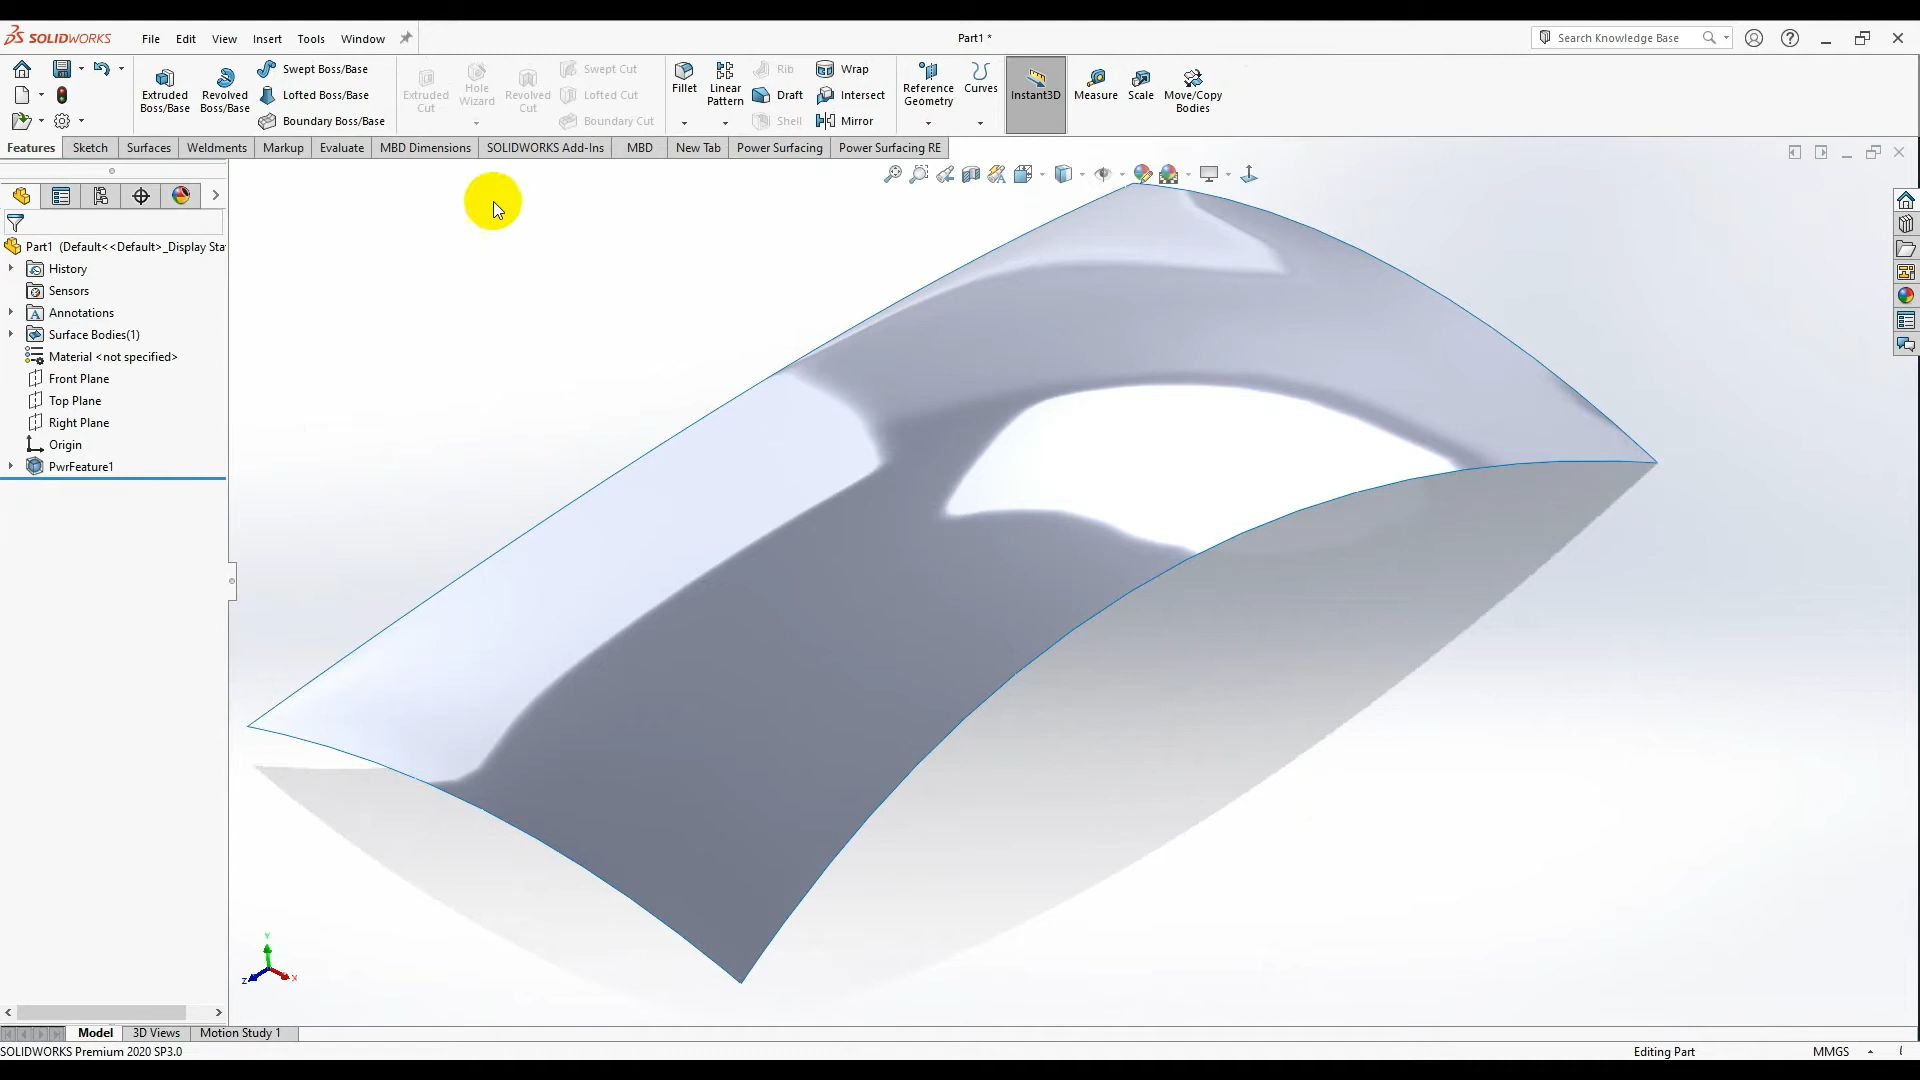 SOLIDWORKS File Edit View Insert Tools Window Part1 * Search Knowledge Base
Extruded Boss/Base
Revolved Boss/Base
Swept Boss/Base
Lofted Boss/Base
Boundary Boss/Base
Extruded Cut
Hole Wizard
Revolved Cut
Swept Cut
Lofted Cut
Boundary Cut
Fillet
Linear Pattern
Rib
Draft
Shell
Wrap
Intersect
Mirror
Reference Geometry
Curves
Instant3D
Measure
Scale
Move/Copy Bodies
Features Sketch Surfaces Weldments Markup Evaluate MBD Dimensions SOLIDWORKS Add-Ins MBD New Tab Power Surfacing Power Surfacing RE
Part1 (Default<<Default>_Display Sta
History
Sensors
Annotations
Surface Bodies(1)
Material <not specified>
Front Plane
Top Plane
Right Plane
Origin
PwrFeature1
Y
Z X
Model 3D Views Motion Study 1
SOLIDWORKS Premium 2020 SP3.0 Editing Part MMGS